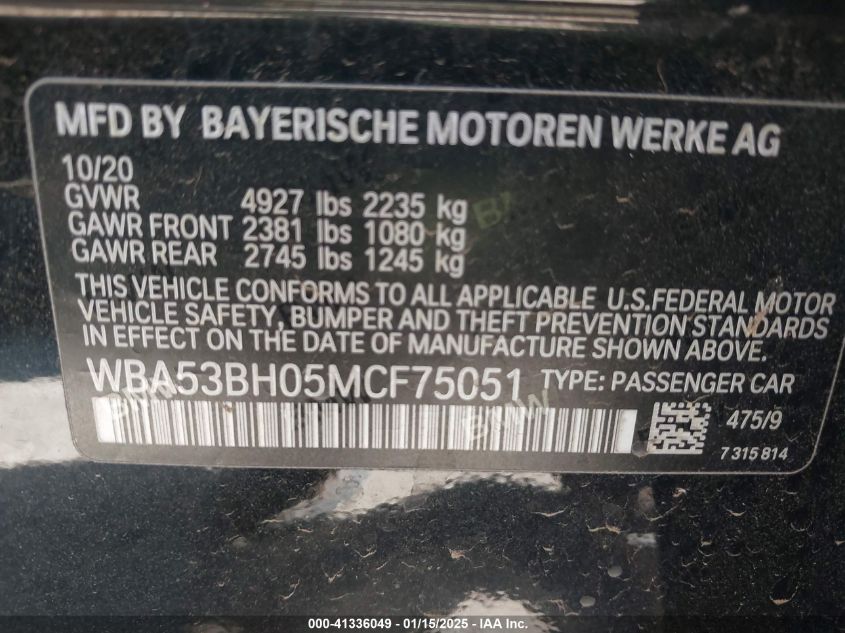 MFD BY BAYERISCHE MOTOREN WERKE AG
10/20
GVWR 4927 lbs 2235 kg
GAWR FRONT 2381 lbs 1080 kg
GAWR REAR 2745 lbs 1245 kg
THIS VEHICLE CONFORMS TO ALL APPLICABLE U.S.FEDERAL MOTOR
VEHICLE SAFETY, BUMPER AND THEFT PREVENTION STANDARDS
IN EFFECT ON THE DATE OF MANUFACTURE SHOWN ABOVE.
WBA53BH05MCF75051 TYPE: PASSENGER CAR
475/9
7 315 814
BMW
000-41336049 - 01/15/2025 - IAA Inc.